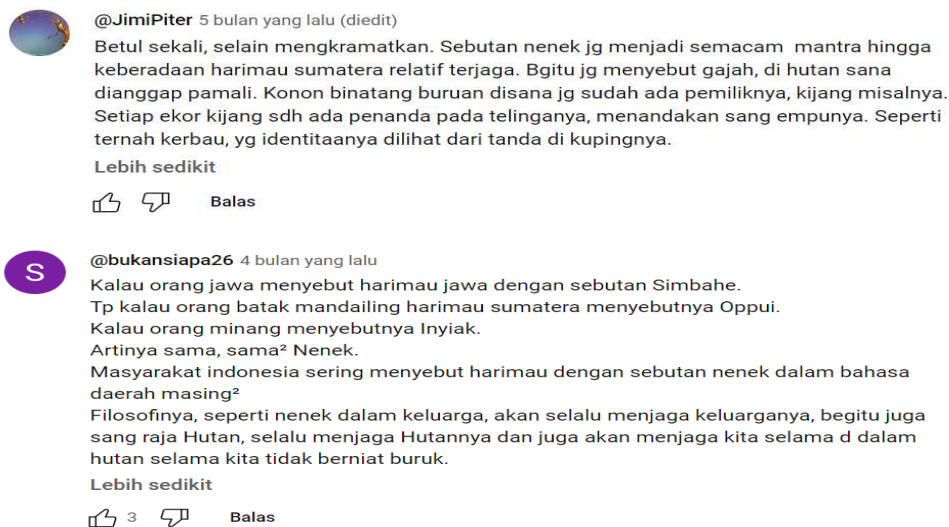 @JimiPiter 5 bulan yang lalu (diedit)
Betul sekali, selain mengkramatkan. Sebutan nenek jg menjadi semacam mantra hingga
keberadaan harimau sumatera relatif terjaga. Bgitu jg menyebut gajah, di hutan sana
dianggap pamali. Konon binatang buruan disana jg sudah ada pemiliknya, kijang misalnya.
Setiap ekor kijang sdh ada penanda pada telinganya, menandakan sang empunya. Seperti
ternah kerbau, yg identitaanya dilihat dari tanda di kupingnya.
Lebih sedikit
Balas
S
@bukansiapa26 4 bulan yang lalu
Kalau orang jawa menyebut harimau jawa dengan sebutan Simbahe.
Tp kalau orang batak mandailing harimau sumatera menyebutnya Oppui.
Kalau orang minang menyebutnya Inyiak.
Artinya sama, sama² Nenek.
Masyarakat indonesia sering menyebut harimau dengan sebutan nenek dalam bahasa
daerah masing²
Filosofinya, seperti nenek dalam keluarga, akan selalu menjaga keluarganya, begitu juga
sang raja Hutan, selalu menjaga Hutannya dan juga akan menjaga kita selama d dalam
hutan selama kita tidak berniat buruk.
Lebih sedikit
3 Balas